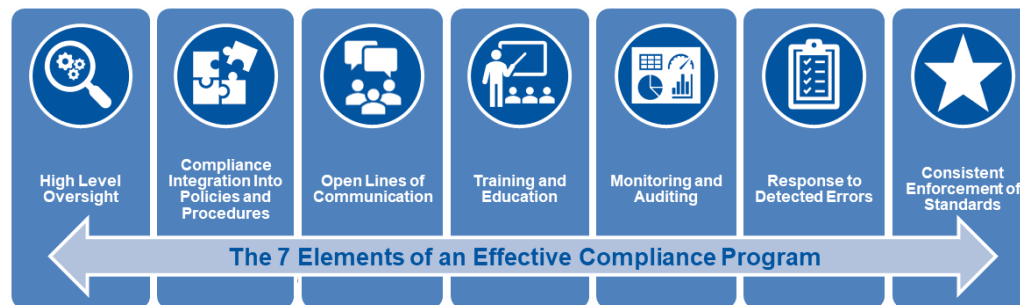 High Level
Oversight
Compliance
Integration Into
Policies and
Procedures
Open Lines of
Communication
Training and
Education
Monitoring and
Auditing
Response to
Detected Errors
Consistent
Enforcement of
Standards
The 7 Elements of an Effective Compliance Program